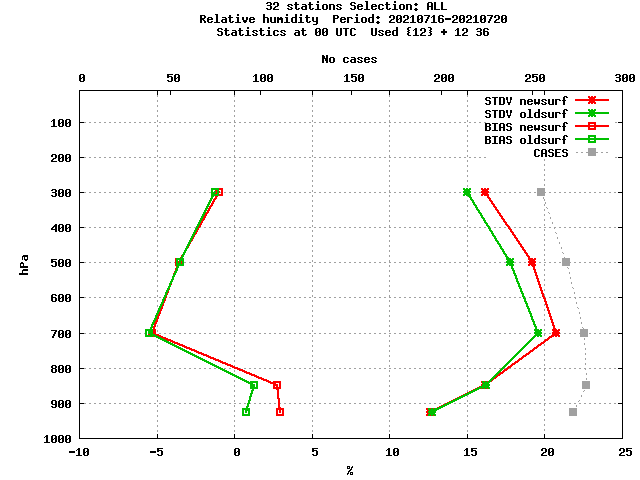 32 stations Selection: ALL
Relative humidity  Period: 20210716-20210720
Statistics at 00 UTC  Used {12} + 12 36
No cases
0 50 100 150 200 250 300
STDV newsurf
STDV oldsurf
BIAS newsurf
BIAS oldsurf
CASES
100
200
300
400
500
600
700
800
900
1000
hPa
-10 -5 0 5 10 15 20 25
%